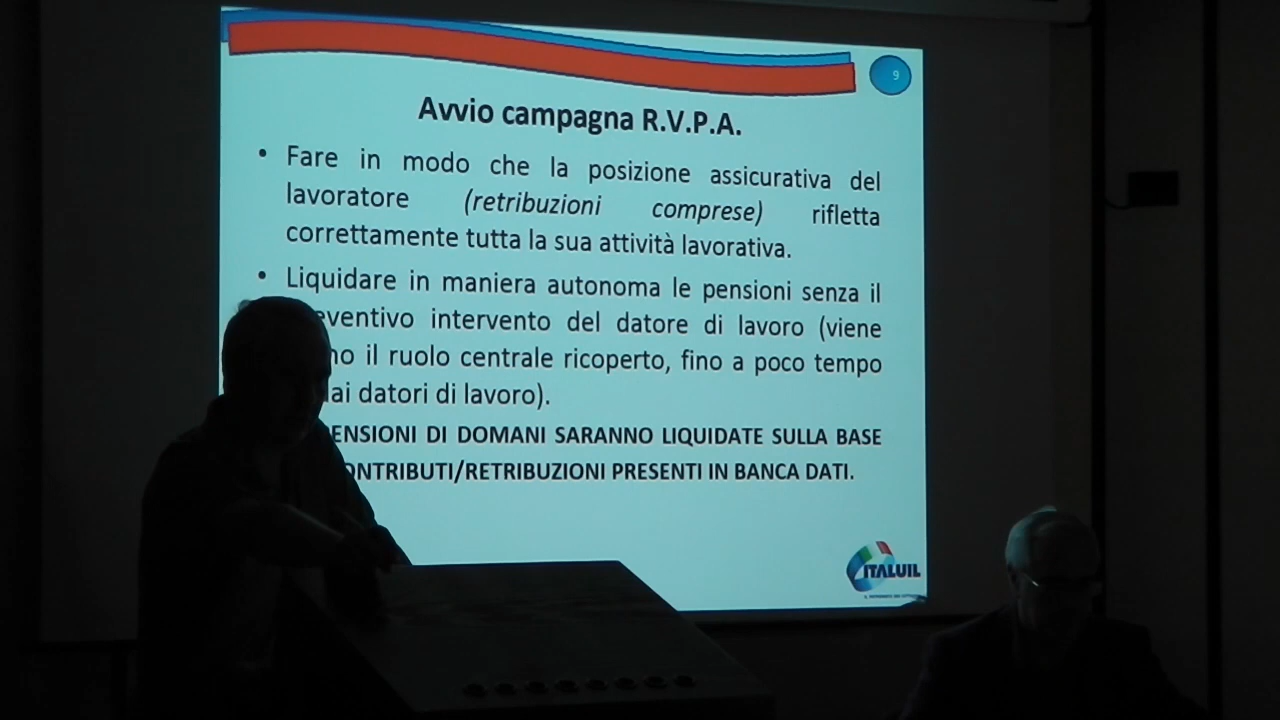 9
Avvio campagna R.V.P.A.
• Fare in modo che la posizione assicurativa del
lavoratore (retribuzioni comprese) rifletta
correttamente tutta la sua attività lavorativa.
• Liquidare in maniera autonoma le pensioni senza il
eventivo intervento del datore di lavoro (viene
no il ruolo centrale ricoperto, fino a poco tempo
dai datori di lavoro).
ENSIONI DI DOMANI SARANNO LIQUIDATE SULLA BASE
ONTRIBUTI/RETRIBUZIONI PRESENTI IN BANCA DATI.
ITALUIL